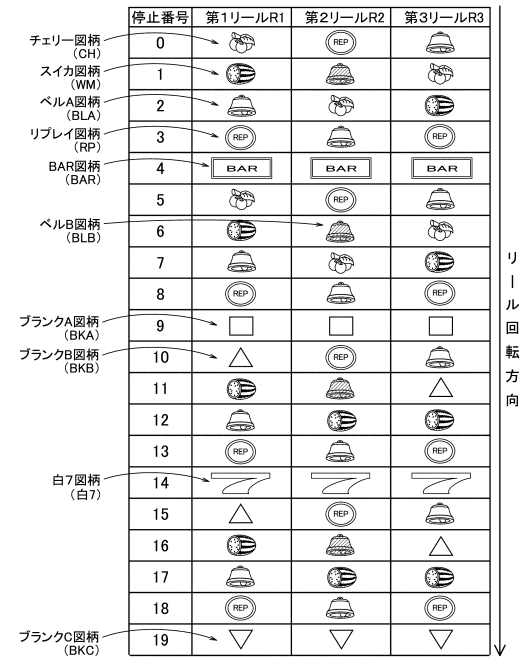 停止番号 第1リールR1 第2リールR2 第3リールR3
チェリー図柄
(CH)
0 REP
スイカ図柄
(WM)
1
ベルA図柄
(BLA)
2
リプレイ図柄
(RP)
3 REP REP
BAR図柄
(BAR)
4 BAR BAR BAR
5 REP
ベルB図柄
(BLB)
6
7
8 REP REP
ブランクA図柄
(BKA)
9
ブランクB図柄
(BKB)
10 REP
11
12
13 REP REP
白7図柄
(白7)
14 7 7 7
15 REP
16
17
18 REP REP
ブランクC図柄
(BKC)
19
リール回転方向